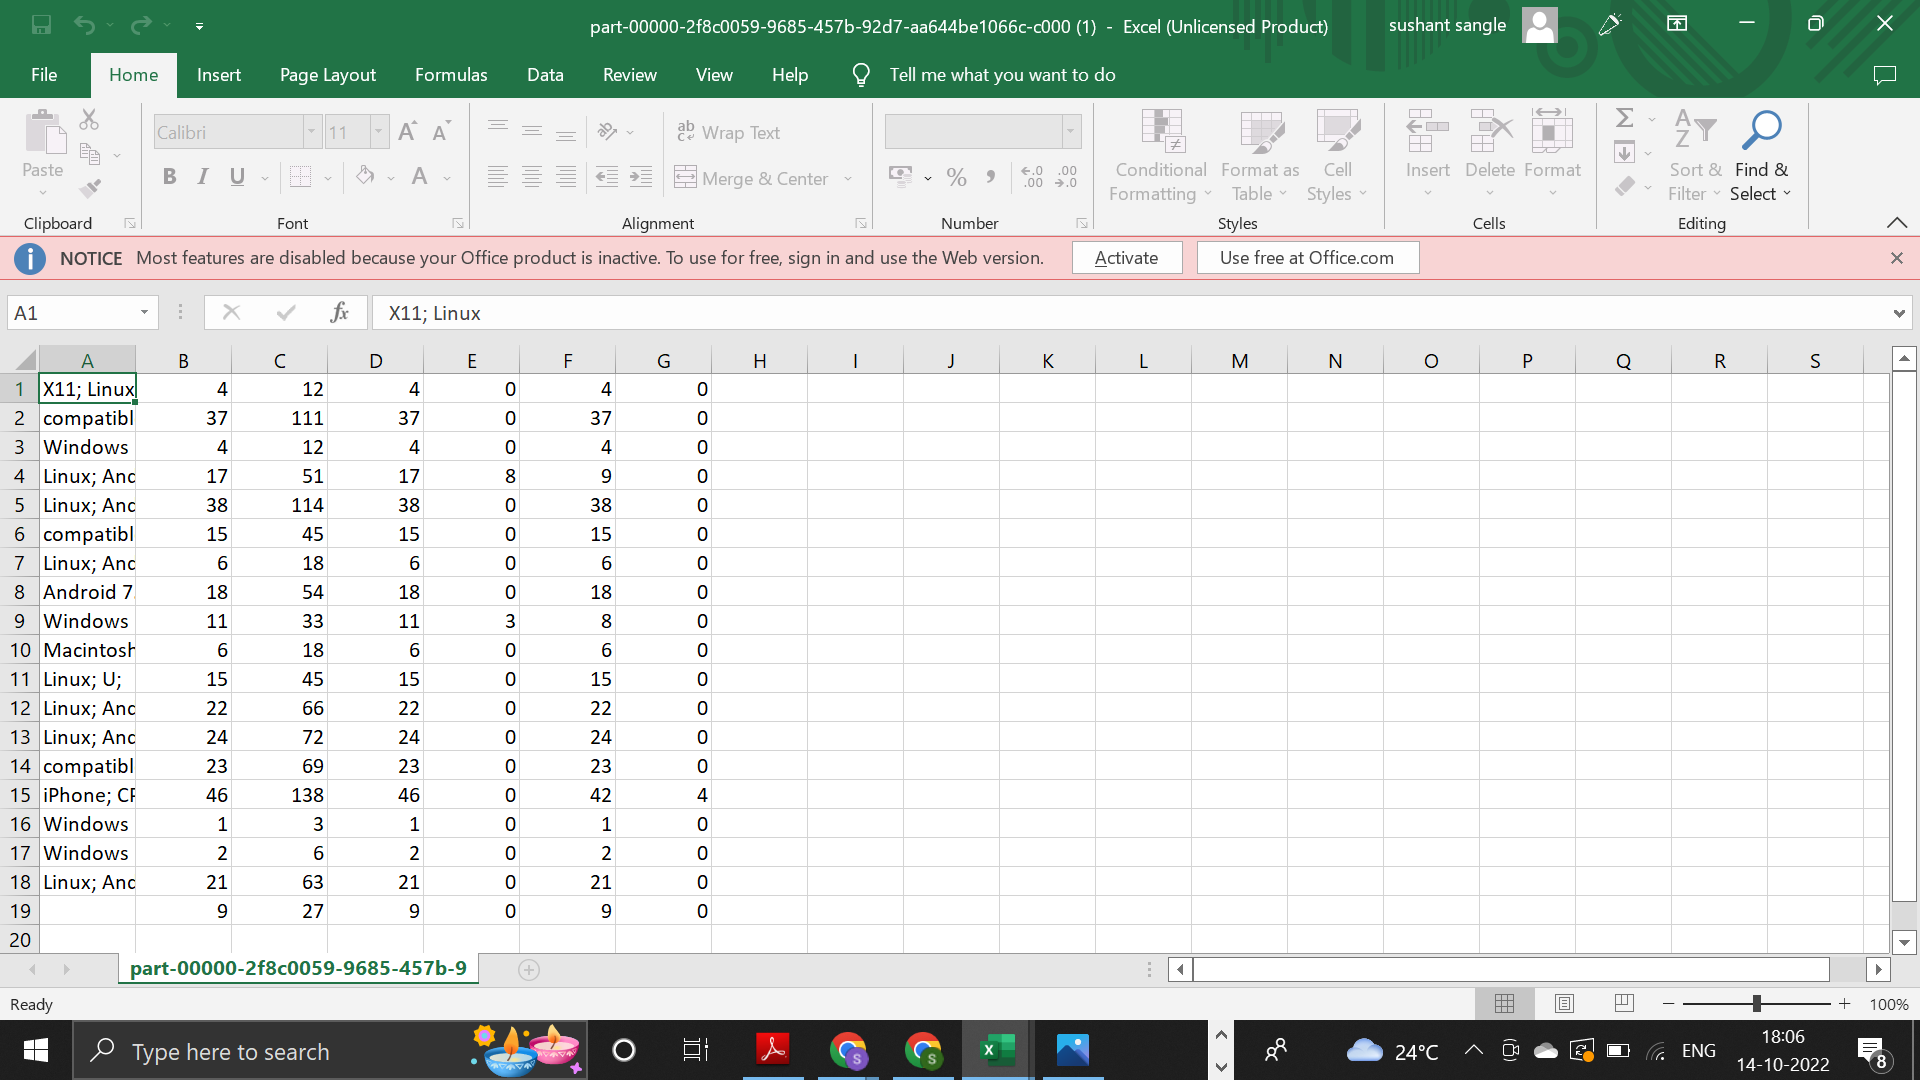 part-00000-2f8c0059-9685-457b-92d7-aa644be1066c-c000 (1) - Excel (Unlicensed Product)
sushant sangle
File Home Insert Page Layout Formulas Data Review View Help Tell me what you want to do
Paste
Clipboard
Calibri 11
B I U
Font
Wrap Text
Merge & Center
Alignment
% 
Number
Conditional Formatting
Format as Table
Cell Styles
Styles
Insert Delete Format
Cells
Sort & Filter
Find & Select
Editing
NOTICE Most features are disabled because your Office product is inactive. To use for free, sign in and use the Web version. Activate Use free at Office.com
A1 fx X11; Linux
A B C D E F G H I J K L M N O P Q R S
1 X11; Linux 4 12 4 0 4 0
2 compatibl 37 111 37 0 37 0
3 Windows 4 12 4 0 4 0
4 Linux; And 17 51 17 8 9 0
5 Linux; And 38 114 38 0 38 0
6 compatibl 15 45 15 0 15 0
7 Linux; And 6 18 6 0 6 0
8 Android 7. 18 54 18 0 18 0
9 Windows 11 33 11 3 8 0
10 Macintosh 6 18 6 0 6 0
11 Linux; U; 15 45 15 0 15 0
12 Linux; And 22 66 22 0 22 0
13 Linux; And 24 72 24 0 24 0
14 compatibl 23 69 23 0 23 0
15 iPhone; CP 46 138 46 0 42 4
16 Windows 1 3 1 0 1 0
17 Windows 2 6 2 0 2 0
18 Linux; And 21 63 21 0 21 0
19 9 27 9 0 9 0
20
part-00000-2f8c0059-9685-457b-9
Ready
100%
Type here to search
24°C
ENG
18:06
14-10-2022
8